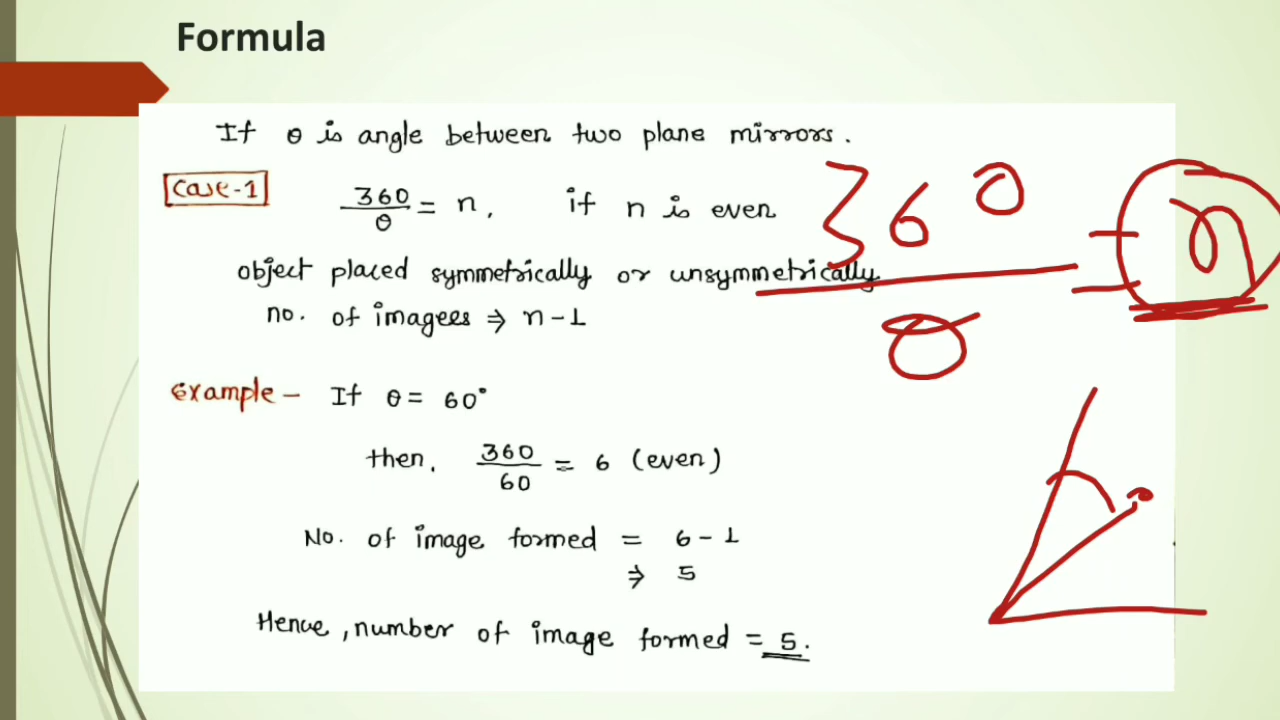 Formula
If θ is angle between two plane mirrors.
Case-1
360/θ = n, if n is even
object placed symmetrically or unsymmetrically
no. of imagees ⇒ n-1
example - If θ = 60°
then, 360/60 = 6 (even)
No. of image formed = 6-1
⇒ 5
Hence, number of image formed = 5.
360/θ = n